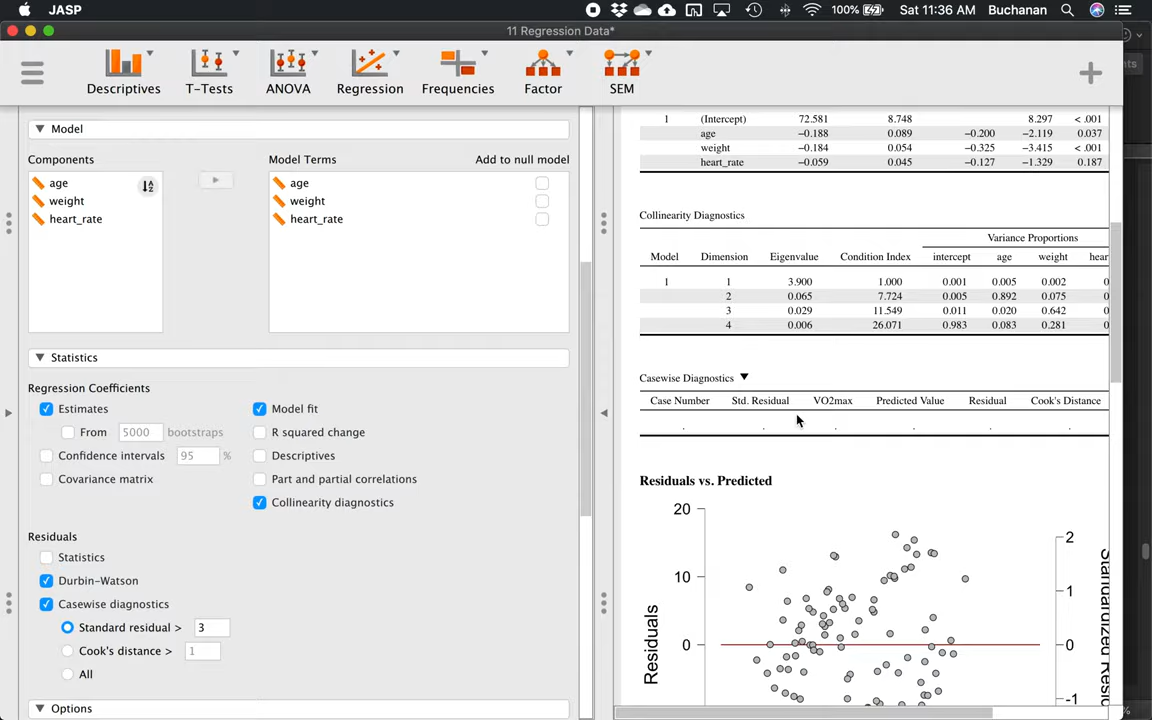 JASP
100%
Sat 11:36 AM
Buchanan
11 Regression Data*
Descriptives
T-Tests
ANOVA
Regression
Frequencies
Factor
SEM
Model
Components
Model Terms
Add to null model
age
weight
heart_rate
age
weight
heart_rate
Statistics
Regression Coefficients
Estimates
From 5000 bootstraps
Confidence intervals 95 %
Covariance matrix
Model fit
R squared change
Descriptives
Part and partial correlations
Collinearity diagnostics
Residuals
Statistics
Durbin-Watson
Casewise diagnostics
Standard residual > 3
Cook's distance > 1
All
Options
1 (Intercept) 72.581 8.748 8.297 < .001
age −0.188 0.089 −0.200 −2.119 0.037
weight −0.184 0.054 −0.325 −3.415 < .001
heart_rate −0.059 0.045 −0.127 −1.329 0.187
Collinearity Diagnostics
Variance Proportions
Model Dimension Eigenvalue Condition Index intercept age weight hear
1 1 3.900 1.000 0.001 0.005 0.002 0
2 0.065 7.724 0.005 0.892 0.075 0
3 0.029 11.549 0.011 0.020 0.642 0
4 0.006 26.071 0.983 0.083 0.281 0
Casewise Diagnostics
Case Number Std. Residual VO2max Predicted Value Residual Cook's Distance
. . . . . .
Residuals vs. Predicted
20
10
0
Residuals
2
1
0
-1
Standardized Resid